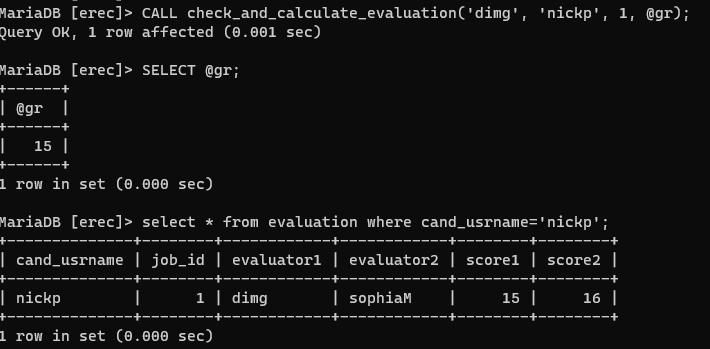 MariaDB [erec]> CALL check_and_calculate_evaluation('dimg', 'nickp', 1, @gr);
Query OK, 1 row affected (0.001 sec)

MariaDB [erec]> SELECT @gr;
+------+
| @gr  |
+------+
|   15 |
+------+
1 row in set (0.000 sec)

MariaDB [erec]> select * from evaluation where cand_usrname='nickp';
+--------------+--------+------------+------------+--------+--------+
| cand_usrname | job_id | evaluator1 | evaluator2 | score1 | score2 |
+--------------+--------+------------+------------+--------+--------+
| nickp        |      1 | dimg       | sophiaM    |     15 |     16 |
+--------------+--------+------------+------------+--------+--------+
1 row in set (0.000 sec)